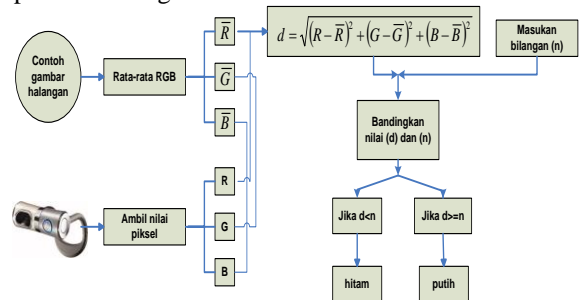 Contoh
gambar
halangan
Rata-rata RGB
R̅
G̅
B̅
d = √((R−R̅)² + (G−G̅)² + (B−B̅)²)
Masukan
bilangan (n)
Bandingkan
nilai (d) dan (n)
Ambil nilai
piksel
R
G
B
Jika d<n
Jika d>=n
hitam
putih